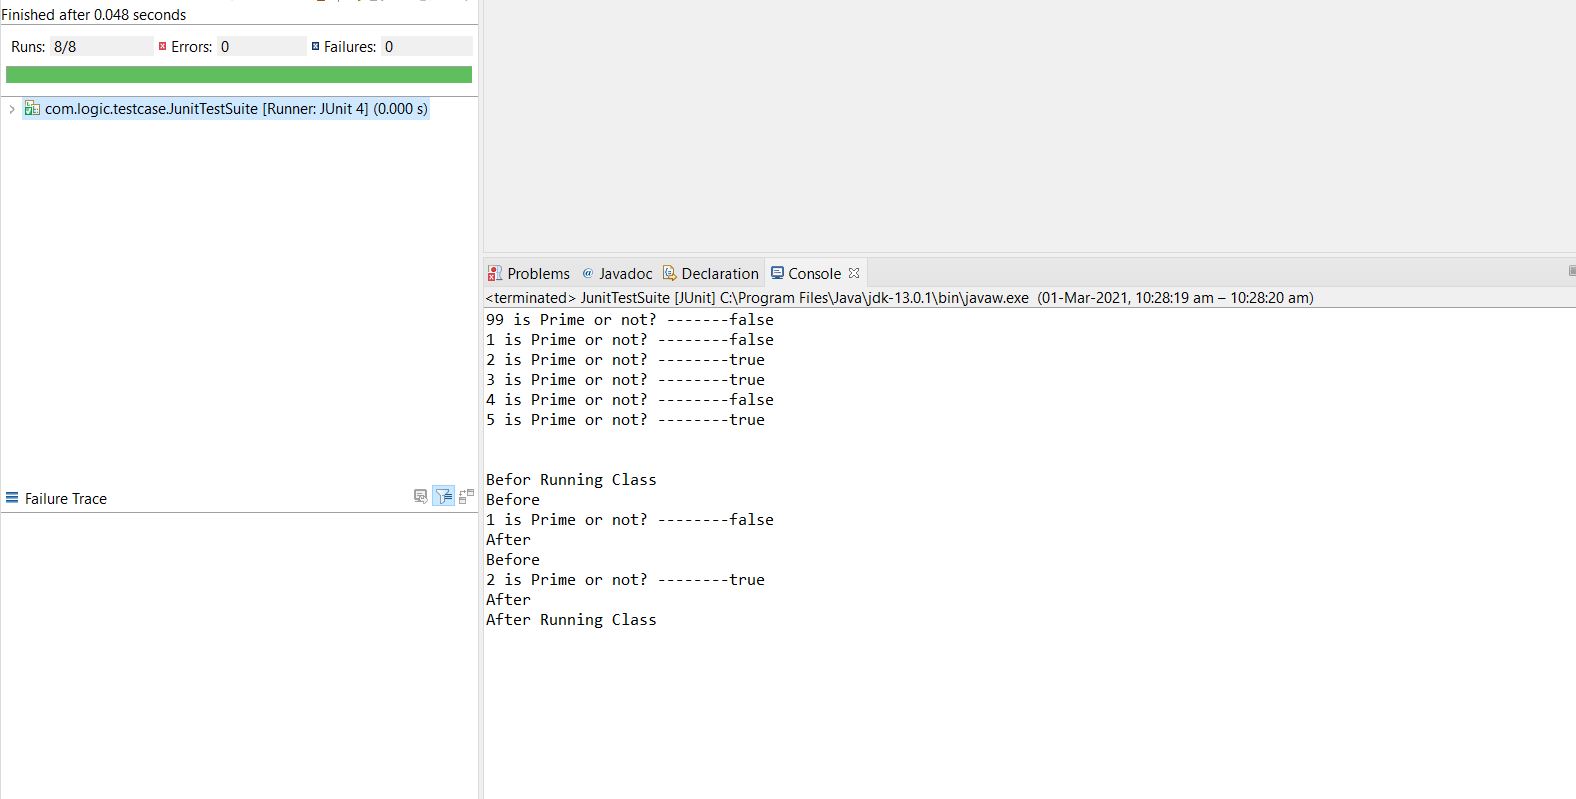 Finished after 0.048 seconds
Runs: 8/8 Errors: 0 Failures: 0
com.logic.testcase.JunitTestSuite [Runner: JUnit 4] (0.000 s)
Failure Trace
Problems @ Javadoc Declaration Console
<terminated> JunitTestSuite [JUnit] C:\Program Files\Java\jdk-13.0.1\bin\javaw.exe (01-Mar-2021, 10:28:19 am – 10:28:20 am)
99 is Prime or not? -------false
1 is Prime or not? --------false
2 is Prime or not? --------true
3 is Prime or not? --------true
4 is Prime or not? --------false
5 is Prime or not? --------true
Befor Running Class
Before
1 is Prime or not? --------false
After
Before
2 is Prime or not? --------true
After
After Running Class